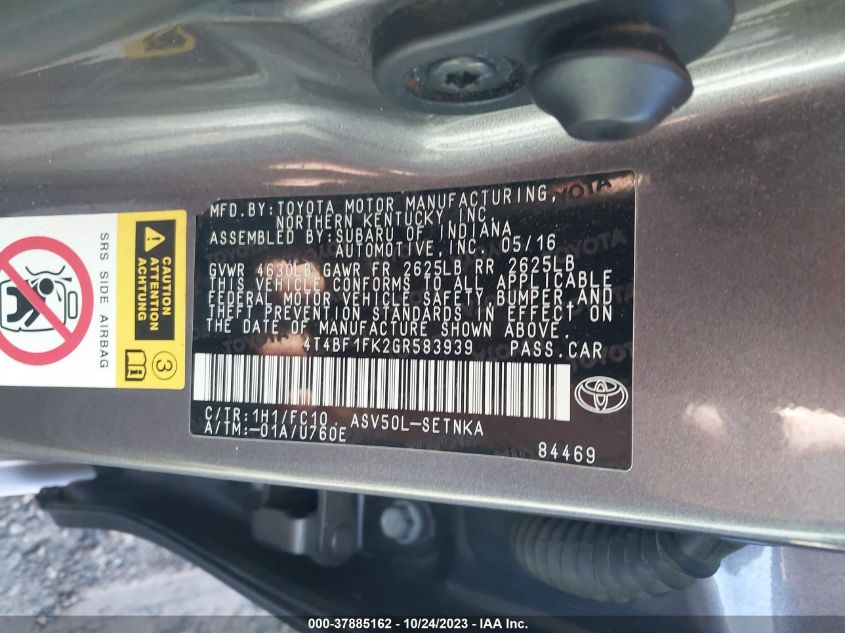 SRS SIDE AIRBAG
CAUTION
ATTENTION
ACHTUNG
3
MFD. BY: TOYOTA MOTOR MANUFACTURING,
NORTHERN KENTUCKY, INC.
ASSEMBLED BY: SUBARU OF INDIANA
AUTOMOTIVE, INC. 05/16
GVWR 4630LB GAWR FR 2625LB RR 2625LB
THIS VEHICLE CONFORMS TO ALL APPLICABLE
FEDERAL MOTOR VEHICLE SAFETY, BUMPER,AND
THEFT PREVENTION STANDARDS IN EFFECT ON
THE DATE OF MANUFACTURE SHOWN ABOVE.
4T4BF1FK2GR583939 PASS.CAR
C/TR:1H1/FC10 ASV50L-SETNKA
A/TM:-01A/U760E
84469
000-37885162 - 10/24/2023 - IAA Inc.